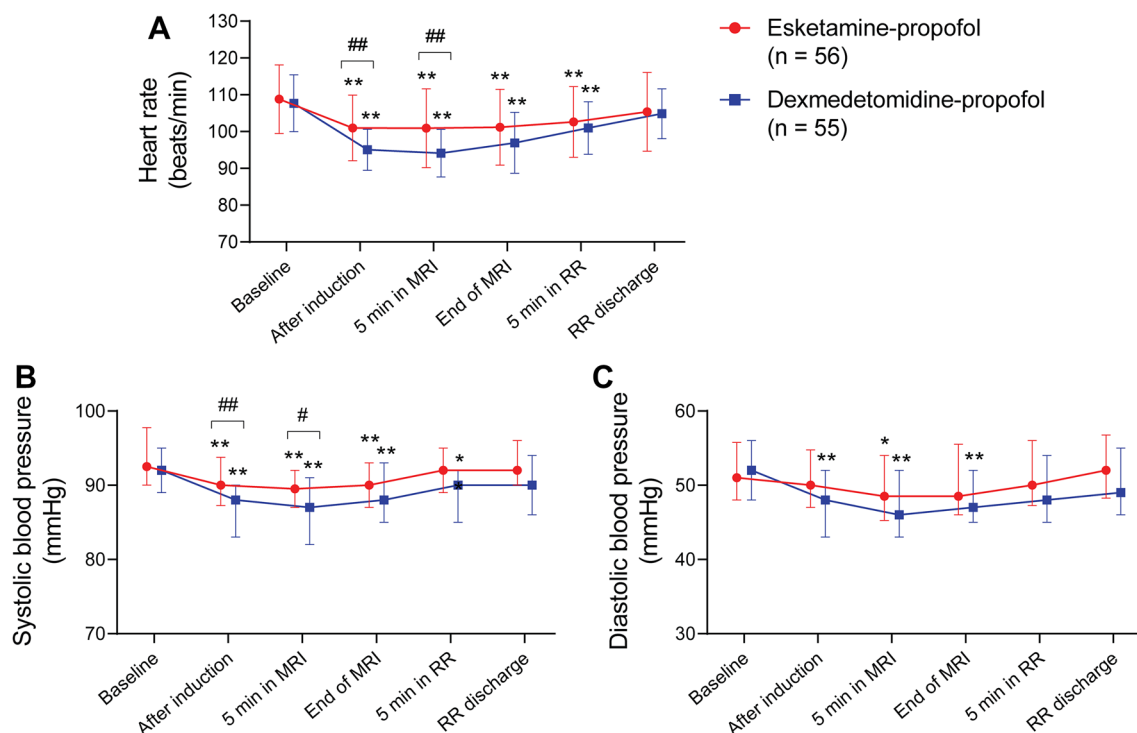 A
Heart rate
(beats/min)
130
120
110
100
90
80
70
##
##
**
**
**
**
**
**
**
**
Baseline
After induction
5 min in MRI
End of MRI
5 min in RR
RR discharge
Esketamine-propofol
(n = 56)
Dexmedetomidine-propofol
(n = 55)
B
Systolic blood pressure
(mmHg)
100
90
80
70
##
#
**
**
**
**
**
**
*
*
Baseline
After induction
5 min in MRI
End of MRI
5 min in RR
RR discharge
C
Diastolic blood pressure
(mmHg)
60
50
40
30
**
*
**
**
Baseline
After induction
5 min in MRI
End of MRI
5 min in RR
RR discharge